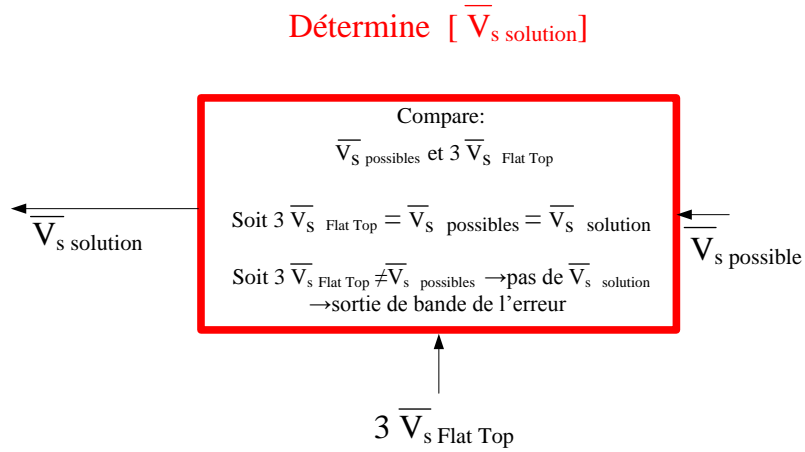 Détermine [ V̅s solution]
Compare:
V̅S possibles et 3 V̅S Flat Top
Soit 3 V̅S Flat Top = V̅S possibles = V̅S solution
Soit 3 V̅s Flat Top ≠ V̅s possibles →pas de V̅s solution
→sortie de bande de l’erreur
V̅s solution
V̅s possible
3 V̅s Flat Top